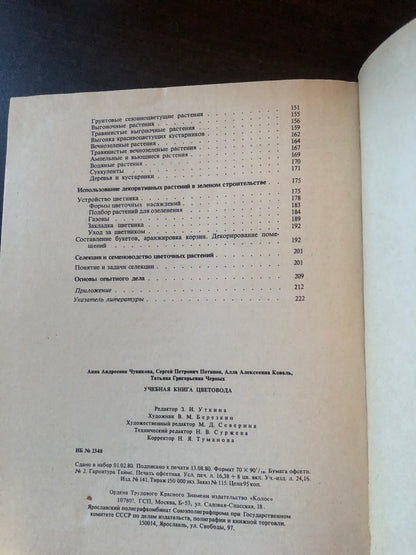 151
Грунтовые сезонноцветущие растения . . . 155
Выгоночные растения . . . 156
Травянистые выгоночные растения . . . 159
Выгонка красивоцветущих кустарников . . . 162
Вечнозеленые растения . . . 164
Травянистые вечнозеленые растения . . . 167
Ампельные и вьющиеся растения . . . 168
Водяные растения . . . 170
Суккуленты . . . 171
Деревья и кустарники . . .
Использование декоративных растений в зеленом строительстве . . . 175
Устройство цветника . . . 175
Формы цветочных насаждений . . . 178
Подбор растений для озеленения . . . 183
Газоны . . . 184
Закладка цветника . . . 189
Уход за цветником . . . 192
Составление букетов, аранжировка корзин. Декорирование помещений . . . 192
Селекция и семеноводство цветочных растений . . . 201
Понятие и задачи селекции . . . 201
Основы опытного дела . . . 209
Приложение . . . 212
Указатель литературы . . . 222
Анна Андреевна Чувикова, Сергей Петрович Потапов, Алла Алексеевна Коваль,
Татьяна Григорьевна Черных
УЧЕБНАЯ КНИГА ЦВЕТОВОДА
Редактор З. И. Уткина
Художник В. М. Березкин
Художественный редактор М. Д. Северина
Технический редактор Н. В. Суржева
Корректор Н. Я. Туманова
ИБ № 2348
Сдано в набор 01.02.80. Подписано к печати 13.08.80. Формат 70 × 90¹/₁₆. Бумага офсетн.
№ 2. Гарнитура Таймс. Офсетная печать. Усл. печ. л. 16,38 + 8 цв. вкл. Уч.-изд. л. 24,16
Изд. № 141. Тираж 250 000 экз. Заказ № 115. Цена 95 коп.
Ордена Трудового Красного Знамени издательство «Колос»,
107807, ГСП, Москва, Б-53, ул. Садовая-Спасская, 18.
Ярославский полиграфкомбинат Союзполиграфпрома при Государственном
комитете СССР по делам издательств, полиграфии и книжной торговли.
150014, Ярославль, ул. Свободы, 97.